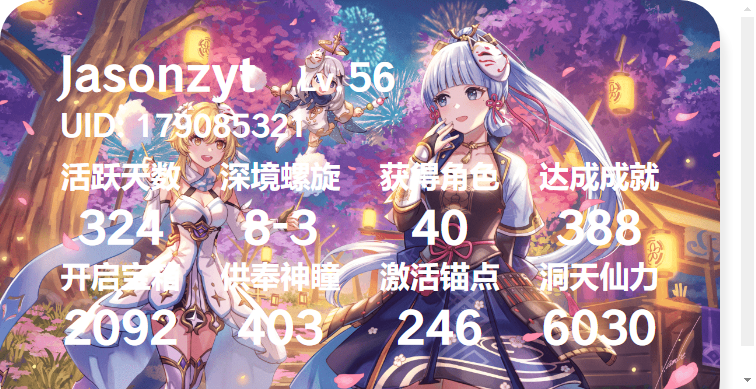 Jasonzyt Lv 56
UID: 179085321
活跃天数 深境螺旋 获得角色 达成成就
324 8-3 40 388
开启宝箱 供奉神瞳 激活锚点 洞天仙力
2092 403 246 6030